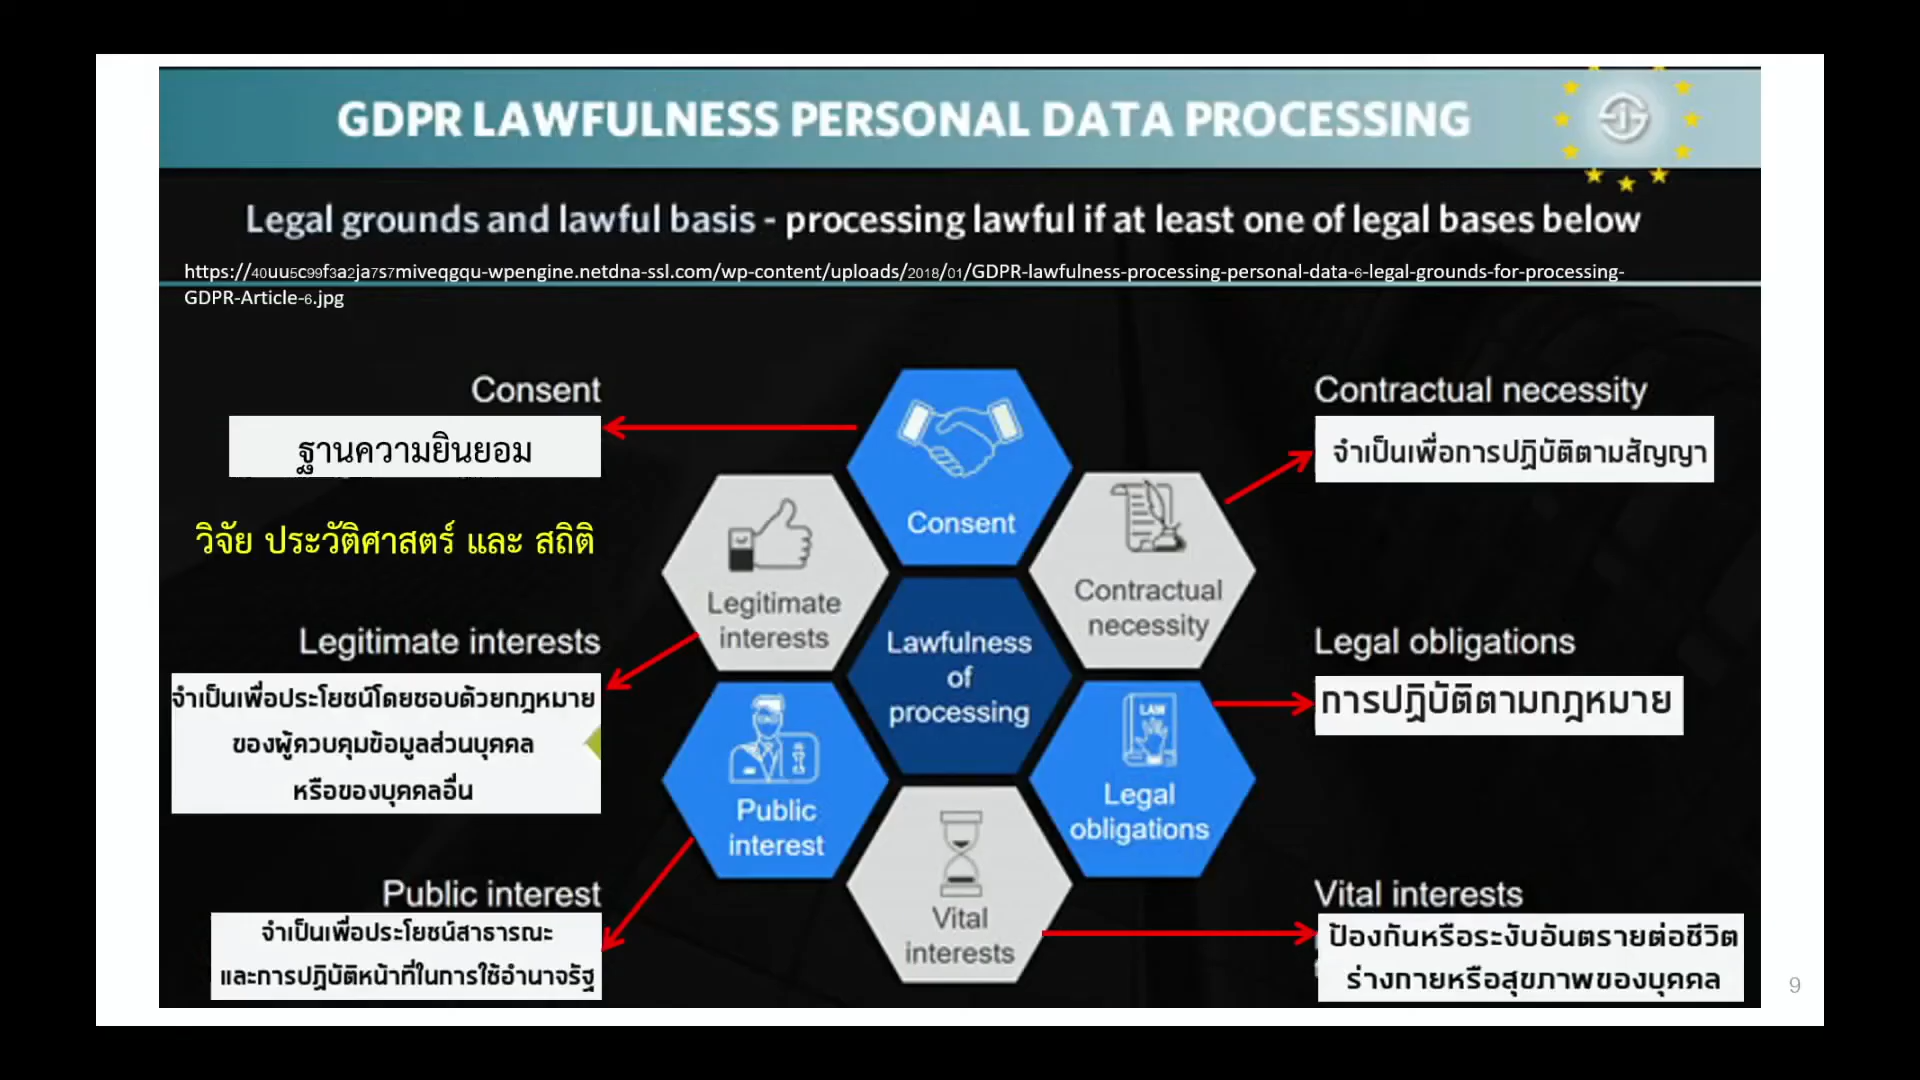 GDPR LAWFULNESS PERSONAL DATA PROCESSING
Legal grounds and lawful basis - processing lawful if at least one of legal bases below
https://40uu5c99f3a2ja7s7miveqgqu-wpengine.netdna-ssl.com/wp-content/uploads/2018/01/GDPR-lawfulness-processing-personal-data-6-legal-grounds-for-processing-
GDPR-Article-6.jpg
Consent
ฐานความยินยอม
วิจัย ประวัติศาสตร์ และ สถิติ
Legitimate interests
จำเป็นเพื่อประโยชน์โดยชอบด้วยกฎหมาย
ของผู้ควบคุมข้อมูลส่วนบุคคล
หรือของบุคคลอื่น
Public interest
จำเป็นเพื่อประโยชน์สาธารณะ
และการปฏิบัติหน้าที่ในการใช้อำนาจรัฐ
Consent
Legitimate
interests
Contractual
necessity
Lawfulness
of
processing
Public
interest
LAW
Legal
obligations
Vital
interests
Contractual necessity
จำเป็นเพื่อการปฏิบัติตามสัญญา
Legal obligations
การปฏิบัติตามกฎหมาย
Vital interests
ป้องกันหรือระงับอันตรายต่อชีวิต
ร่างกายหรือสุขภาพของบุคคล
9